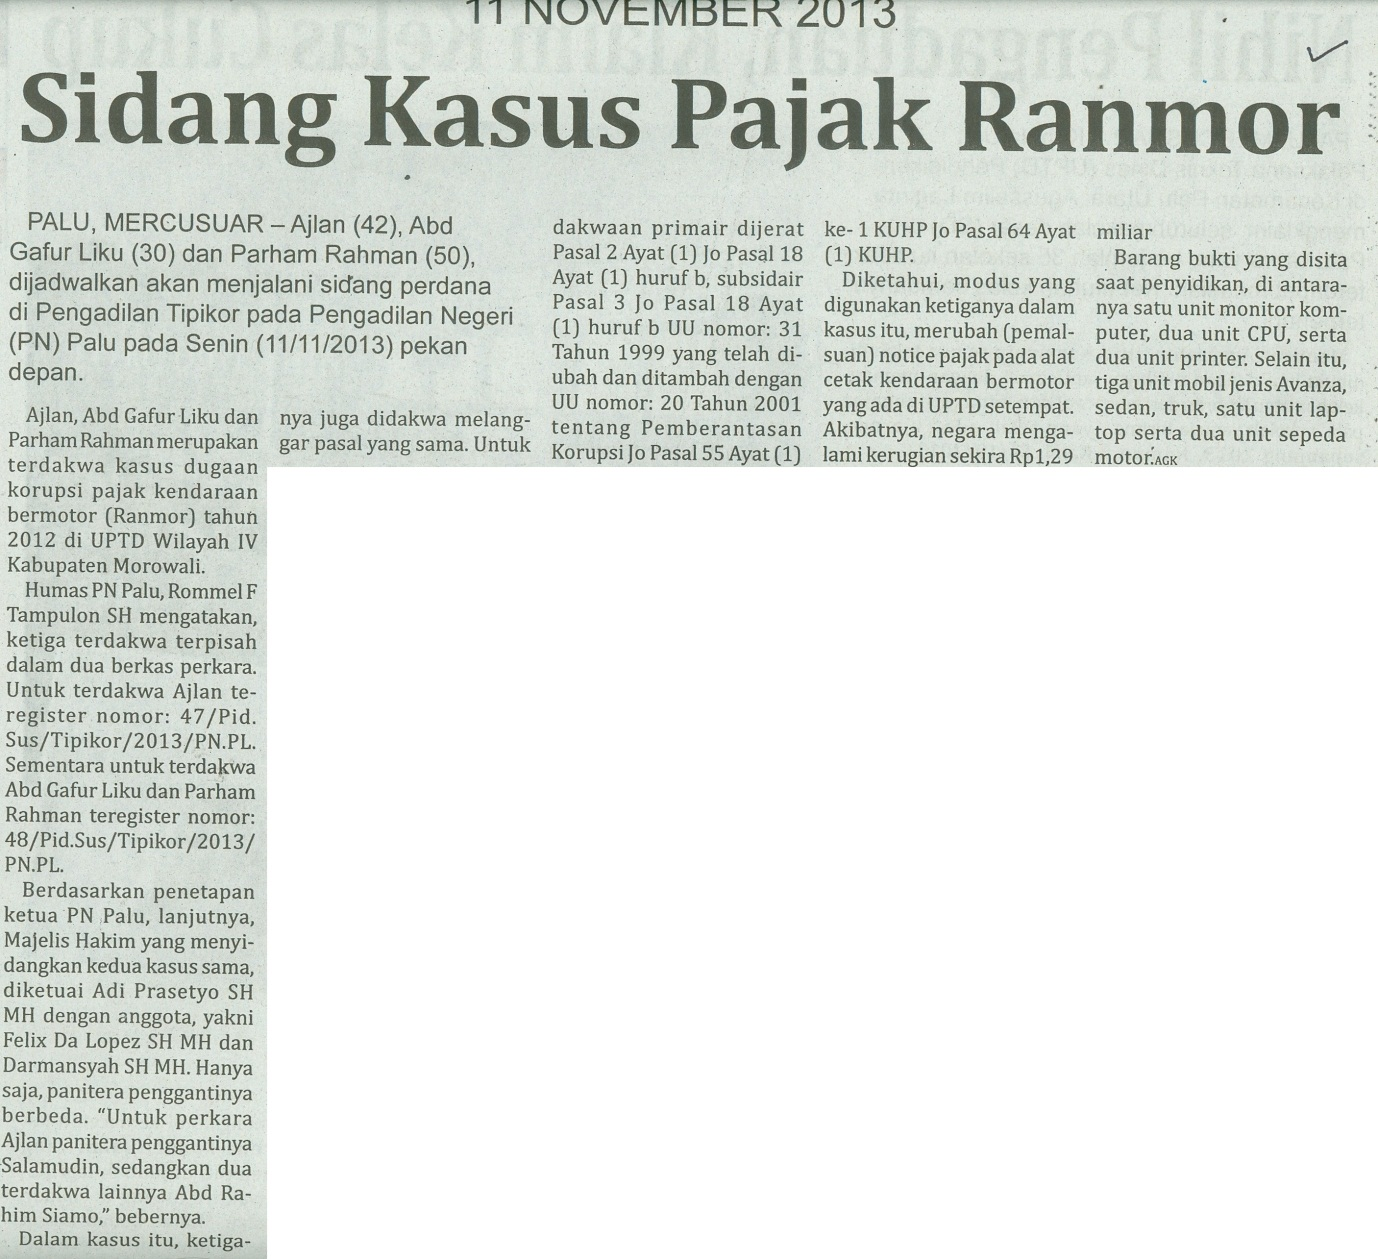 11 NOVEMBER 2013
Sidang Kasus Pajak Ranmor
PALU, MERCUSUAR – Ajlan (42), Abd
Gafur Liku (30) dan Parham Rahman (50),
dijadwalkan akan menjalani sidang perdana
di Pengadilan Tipikor pada Pengadilan Negeri
(PN) Palu pada Senin (11/11/2013) pekan
depan.
Ajlan, Abd Gafur Liku dan
Parham Rahman merupakan
terdakwa kasus dugaan
korupsi pajak kendaraan
bermotor (Ranmor) tahun
2012 di UPTD Wilayah IV
Kabupaten Morowali.
Humas PN Palu, Rommel F
Tampulon SH mengatakan,
ketiga terdakwa terpisah
dalam dua berkas perkara.
Untuk terdakwa Ajlan te-
register nomor: 47/Pid.
Sus/Tipikor/2013/PN.PL.
Sementara untuk terdakwa
Abd Gafur Liku dan Parham
Rahman teregister nomor:
48/Pid.Sus/Tipikor/2013/
PN.PL.
Berdasarkan penetapan
ketua PN Palu, lanjutnya,
Majelis Hakim yang menyi-
dangkan kedua kasus sama,
diketuai Adi Prasetyo SH
MH dengan anggota, yakni
Felix Da Lopez SH MH dan
Darmansyah SH MH. Hanya
saja, panitera penggantinya
berbeda. “Untuk perkara
Ajlan panitera penggantinya
Salamudin, sedangkan dua
terdakwa lainnya Abd Ra-
him Siamo,” bebernya.
Dalam kasus itu, ketiga-
nya juga didakwa melang-
gar pasal yang sama. Untuk
dakwaan primair dijerat
Pasal 2 Ayat (1) Jo Pasal 18
Ayat (1) huruf b, subsidair
Pasal 3 Jo Pasal 18 Ayat
(1) huruf b UU nomor: 31
Tahun 1999 yang telah di-
ubah dan ditambah dengan
UU nomor: 20 Tahun 2001
tentang Pemberantasan
Korupsi Jo Pasal 55 Ayat (1)
ke- 1 KUHP Jo Pasal 64 Ayat
(1) KUHP.
Diketahui, modus yang
digunakan ketiganya dalam
kasus itu, merubah (pemal-
suan) notice pajak pada alat
cetak kendaraan bermotor
yang ada di UPTD setempat.
Akibatnya, negara menga-
lami kerugian sekira Rp1,29
miliar
Barang bukti yang disita
saat penyidikan, di antara-
nya satu unit monitor kom-
puter, dua unit CPU, serta
dua unit printer. Selain itu,
tiga unit mobil jenis Avanza,
sedan, truk, satu unit lap-
top serta dua unit sepeda
motor.AGK